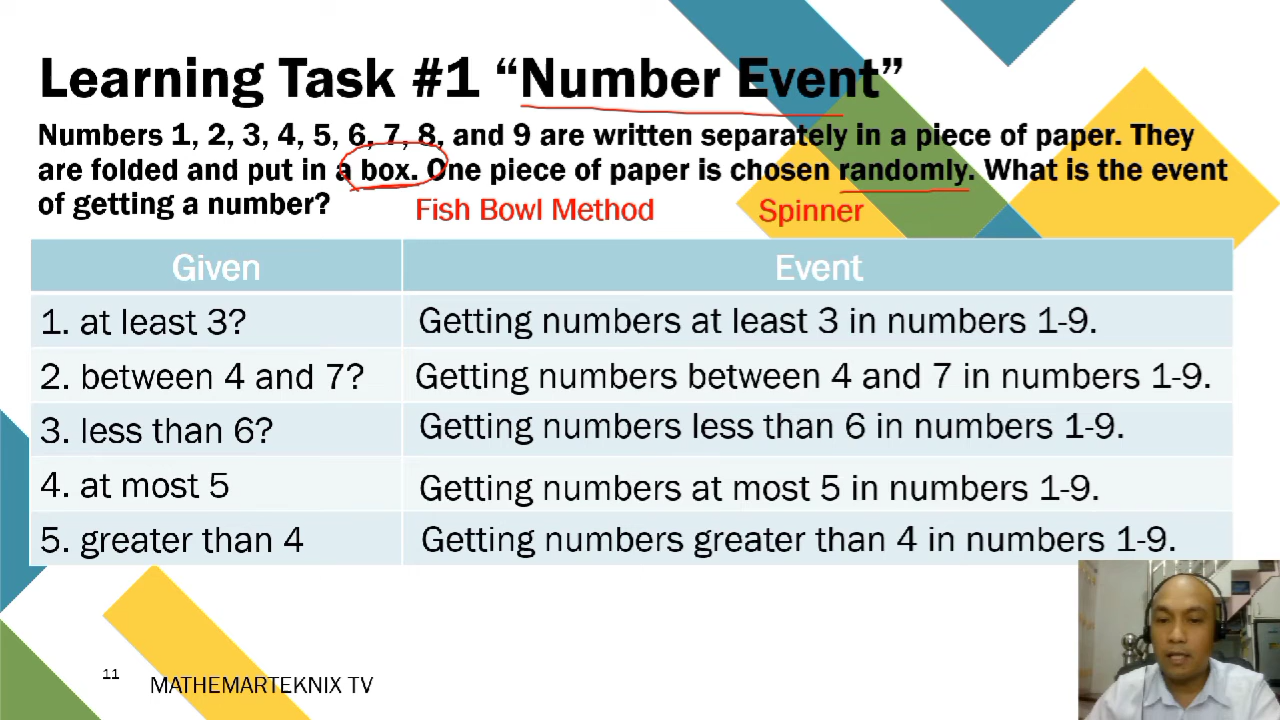 Learning Task #1 “Number Event”
Numbers 1, 2, 3, 4, 5, 6, 7, 8, and 9 are written separately in a piece of paper. They
are folded and put in a box. One piece of paper is chosen randomly. What is the event
of getting a number?
Fish Bowl Method
Spinner
Given
Event
1. at least 3?
Getting numbers at least 3 in numbers 1-9.
2. between 4 and 7?
Getting numbers between 4 and 7 in numbers 1-9.
3. less than 6?
Getting numbers less than 6 in numbers 1-9.
4. at most 5
Getting numbers at most 5 in numbers 1-9.
5. greater than 4
Getting numbers greater than 4 in numbers 1-9.
11
MATHEMARTEKNIX TV